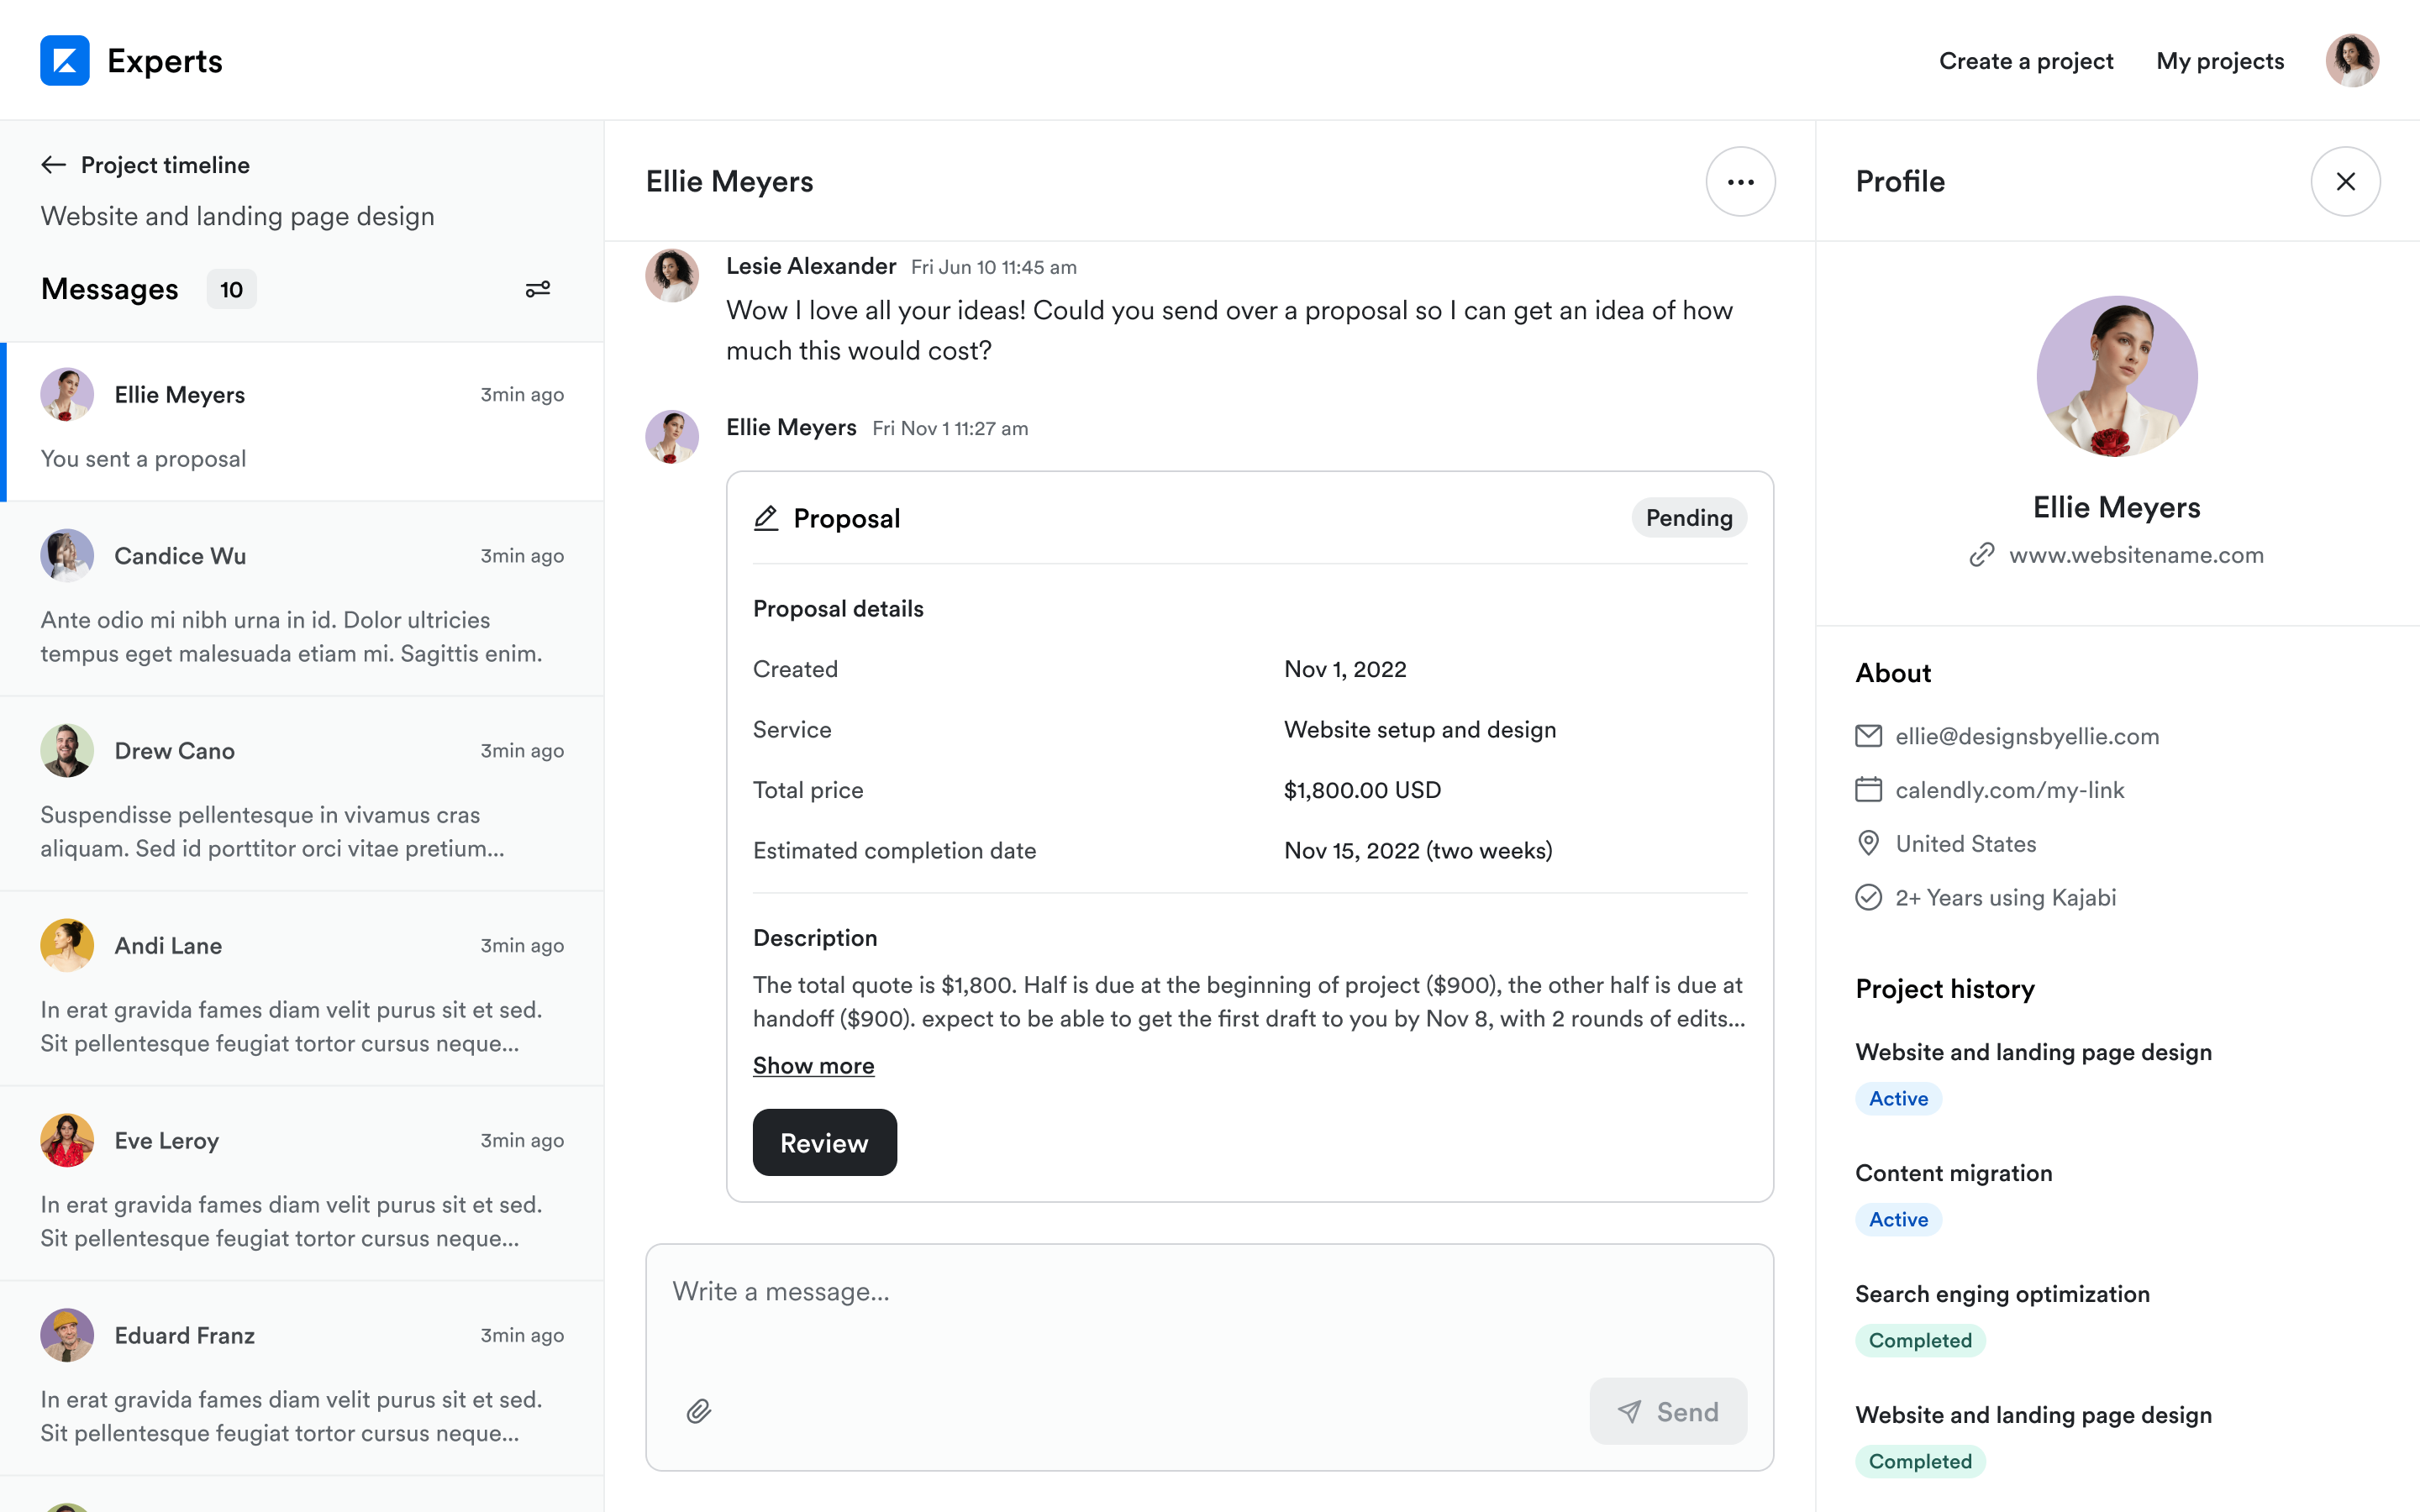 Experts
Create a project
My projects
Project timeline
Website and landing page design
Messages 10
Ellie Meyers 3min ago
You sent a proposal
Candice Wu 3min ago
Ante odio mi nibh urna in id. Dolor ultricies
tempus eget malesuada etiam mi. Sagittis enim.
Drew Cano 3min ago
Suspendisse pellentesque in vivamus cras
aliquam. Sed id porttitor orci vitae pretium...
Andi Lane 3min ago
In erat gravida fames diam velit purus sit et sed.
Sit pellentesque feugiat tortor cursus neque...
Eve Leroy 3min ago
In erat gravida fames diam velit purus sit et sed.
Sit pellentesque feugiat tortor cursus neque...
Eduard Franz 3min ago
In erat gravida fames diam velit purus sit et sed.
Sit pellentesque feugiat tortor cursus neque...
Ellie Meyers
Lesie Alexander Fri Jun 10 11:45 am
Wow I love all your ideas! Could you send over a proposal so I can get an idea of how
much this would cost?
Ellie Meyers Fri Nov 1 11:27 am
Proposal Pending
Proposal details
Created Nov 1, 2022
Service Website setup and design
Total price $1,800.00 USD
Estimated completion date Nov 15, 2022 (two weeks)
Description
The total quote is $1,800. Half is due at the beginning of project ($900), the other half is due at
handoff ($900). expect to be able to get the first draft to you by Nov 8, with 2 rounds of edits...
Show more
Review
Write a message...
Send
Profile
Ellie Meyers
www.websitename.com
About
ellie@designsbyellie.com
calendly.com/my-link
United States
2+ Years using Kajabi
Project history
Website and landing page design
Active
Content migration
Active
Search enging optimization
Completed
Website and landing page design
Completed